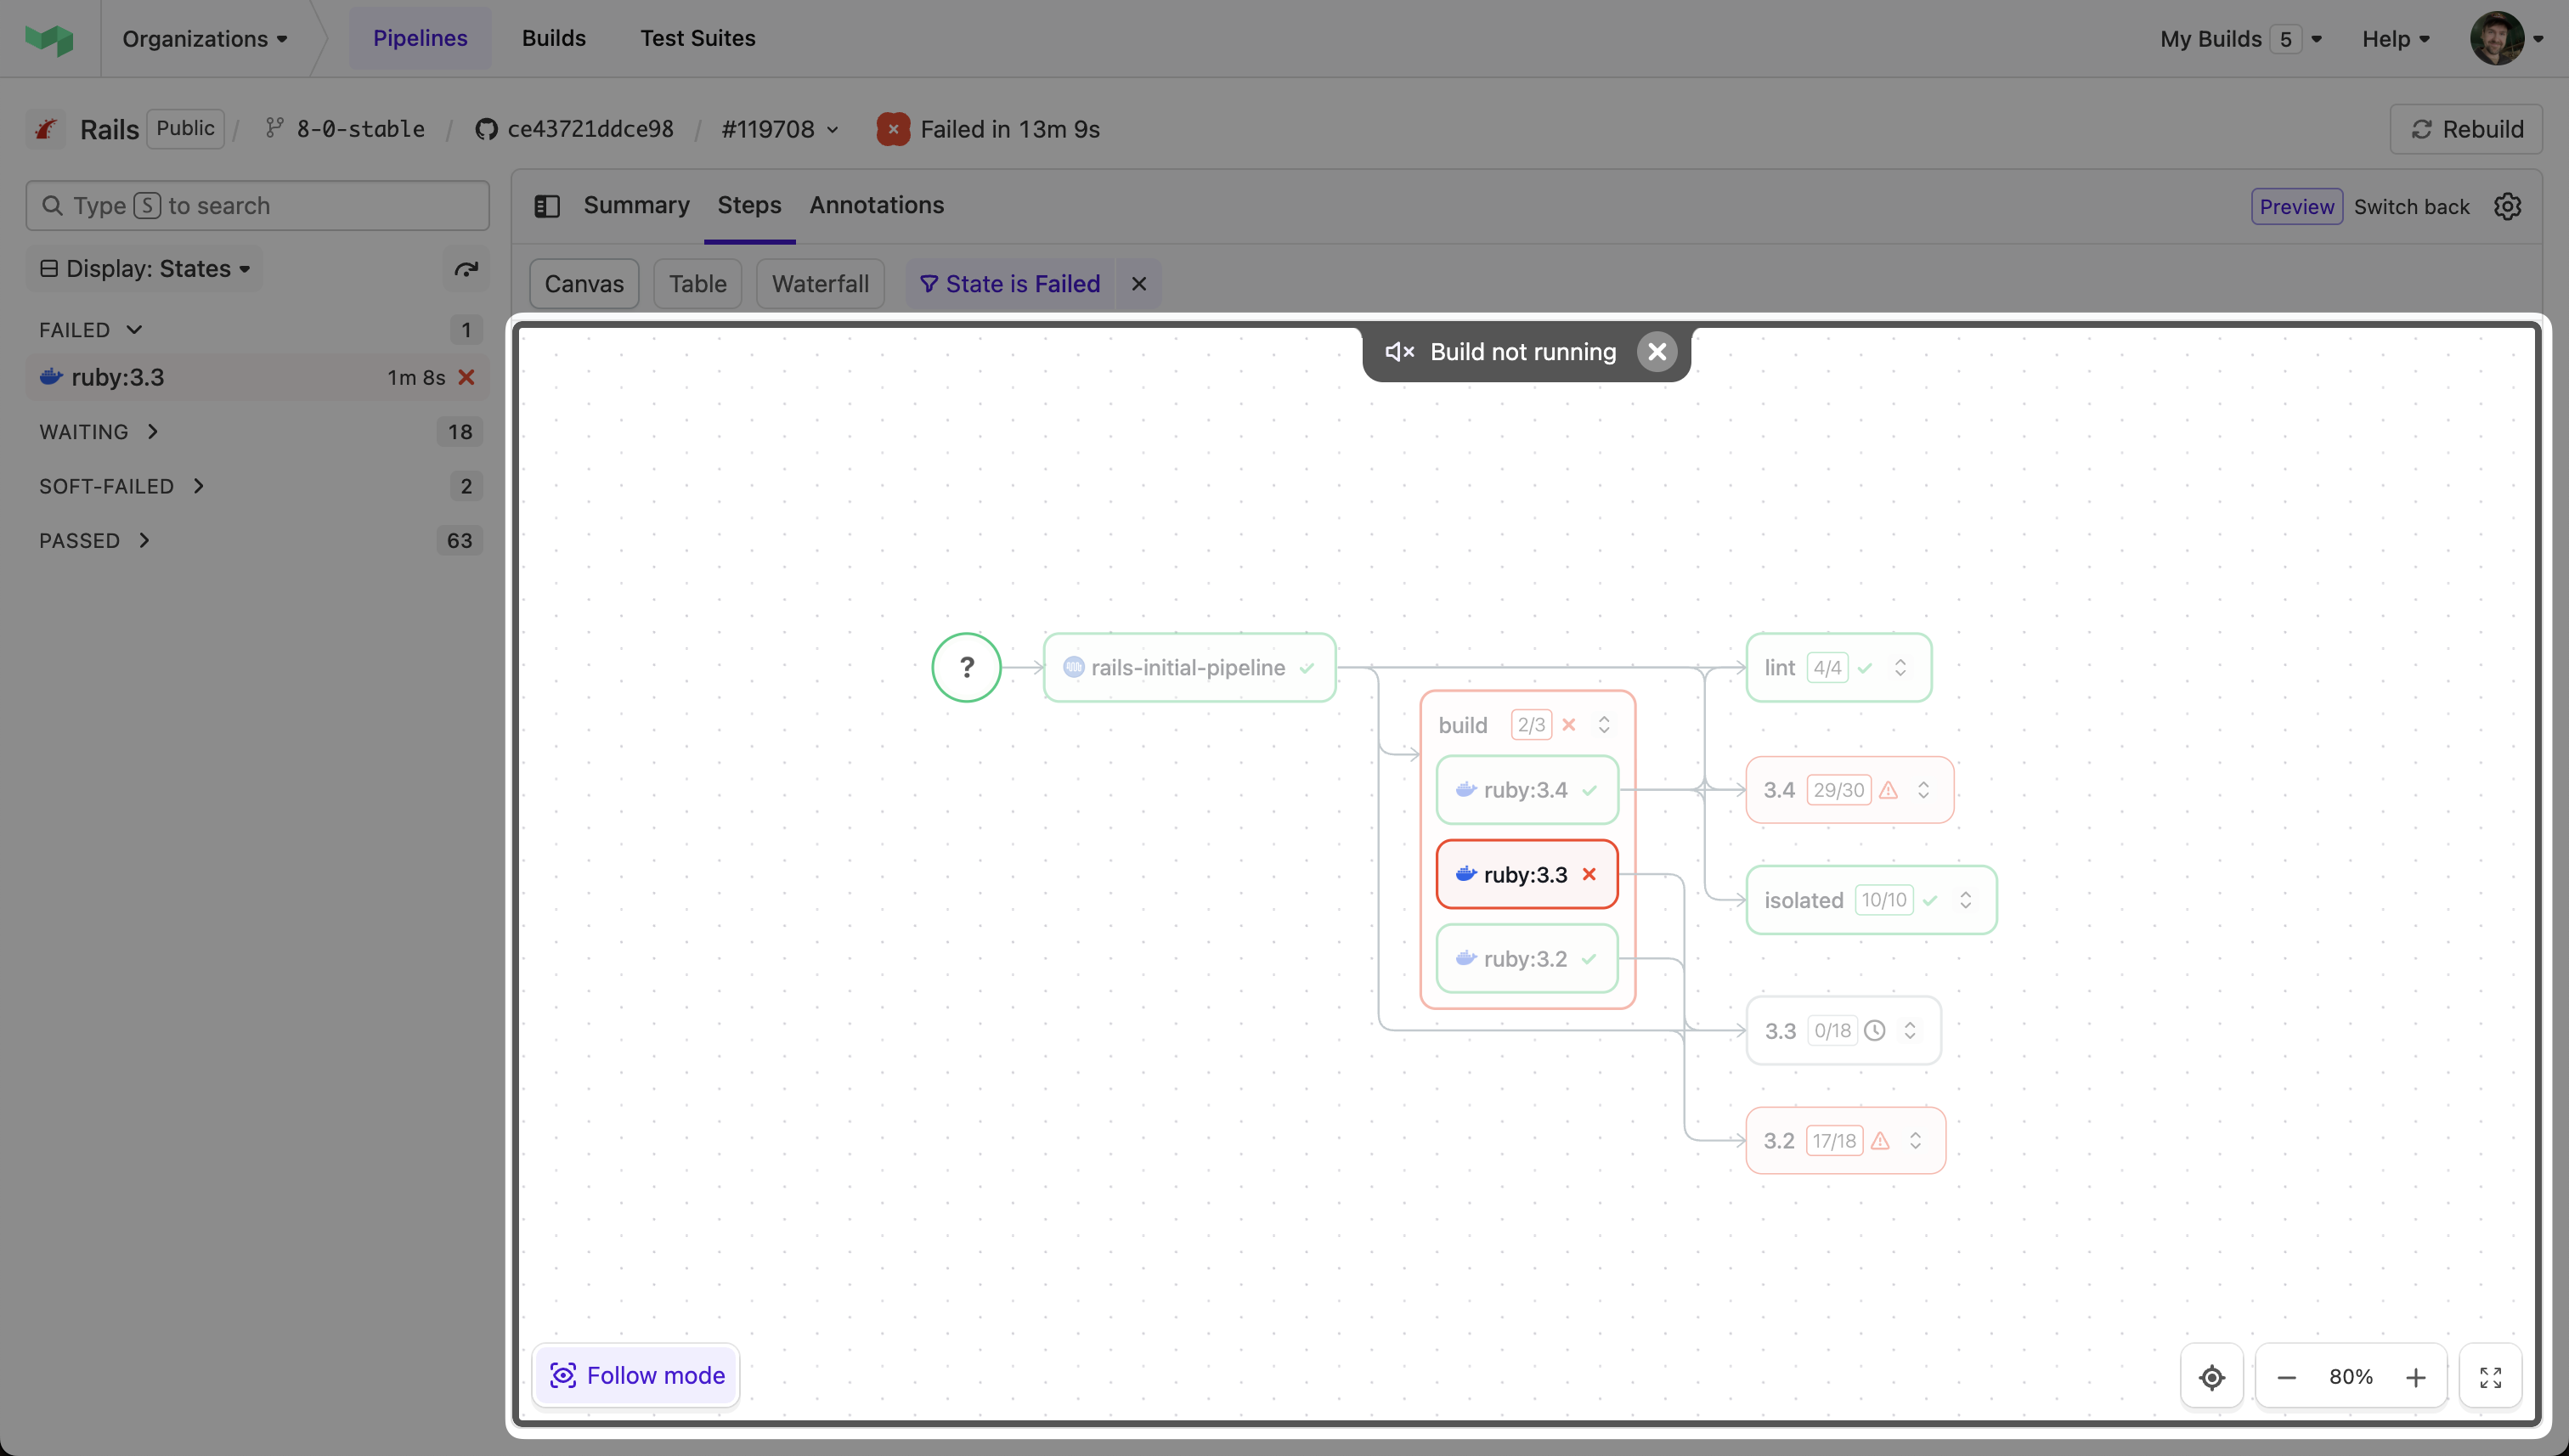 Organizations
Pipelines
Builds
Test Suites
My Builds 5
Help
Rails Public / 8-0-stable / ce43721ddce98 / #119708 Failed in 13m 9s
Rebuild
Type S to search
Display: States
FAILED 1
ruby:3.3 1m 8s
WAITING 18
SOFT-FAILED 2
PASSED 63
Summary
Steps
Annotations
Preview Switch back
Canvas
Table
Waterfall
State is Failed
Build not running
?
rails-initial-pipeline
build 2/3
ruby:3.4
ruby:3.3
ruby:3.2
lint 4/4
3.4 29/30
isolated 10/10
3.3 0/18
3.2 17/18
Follow mode
80%